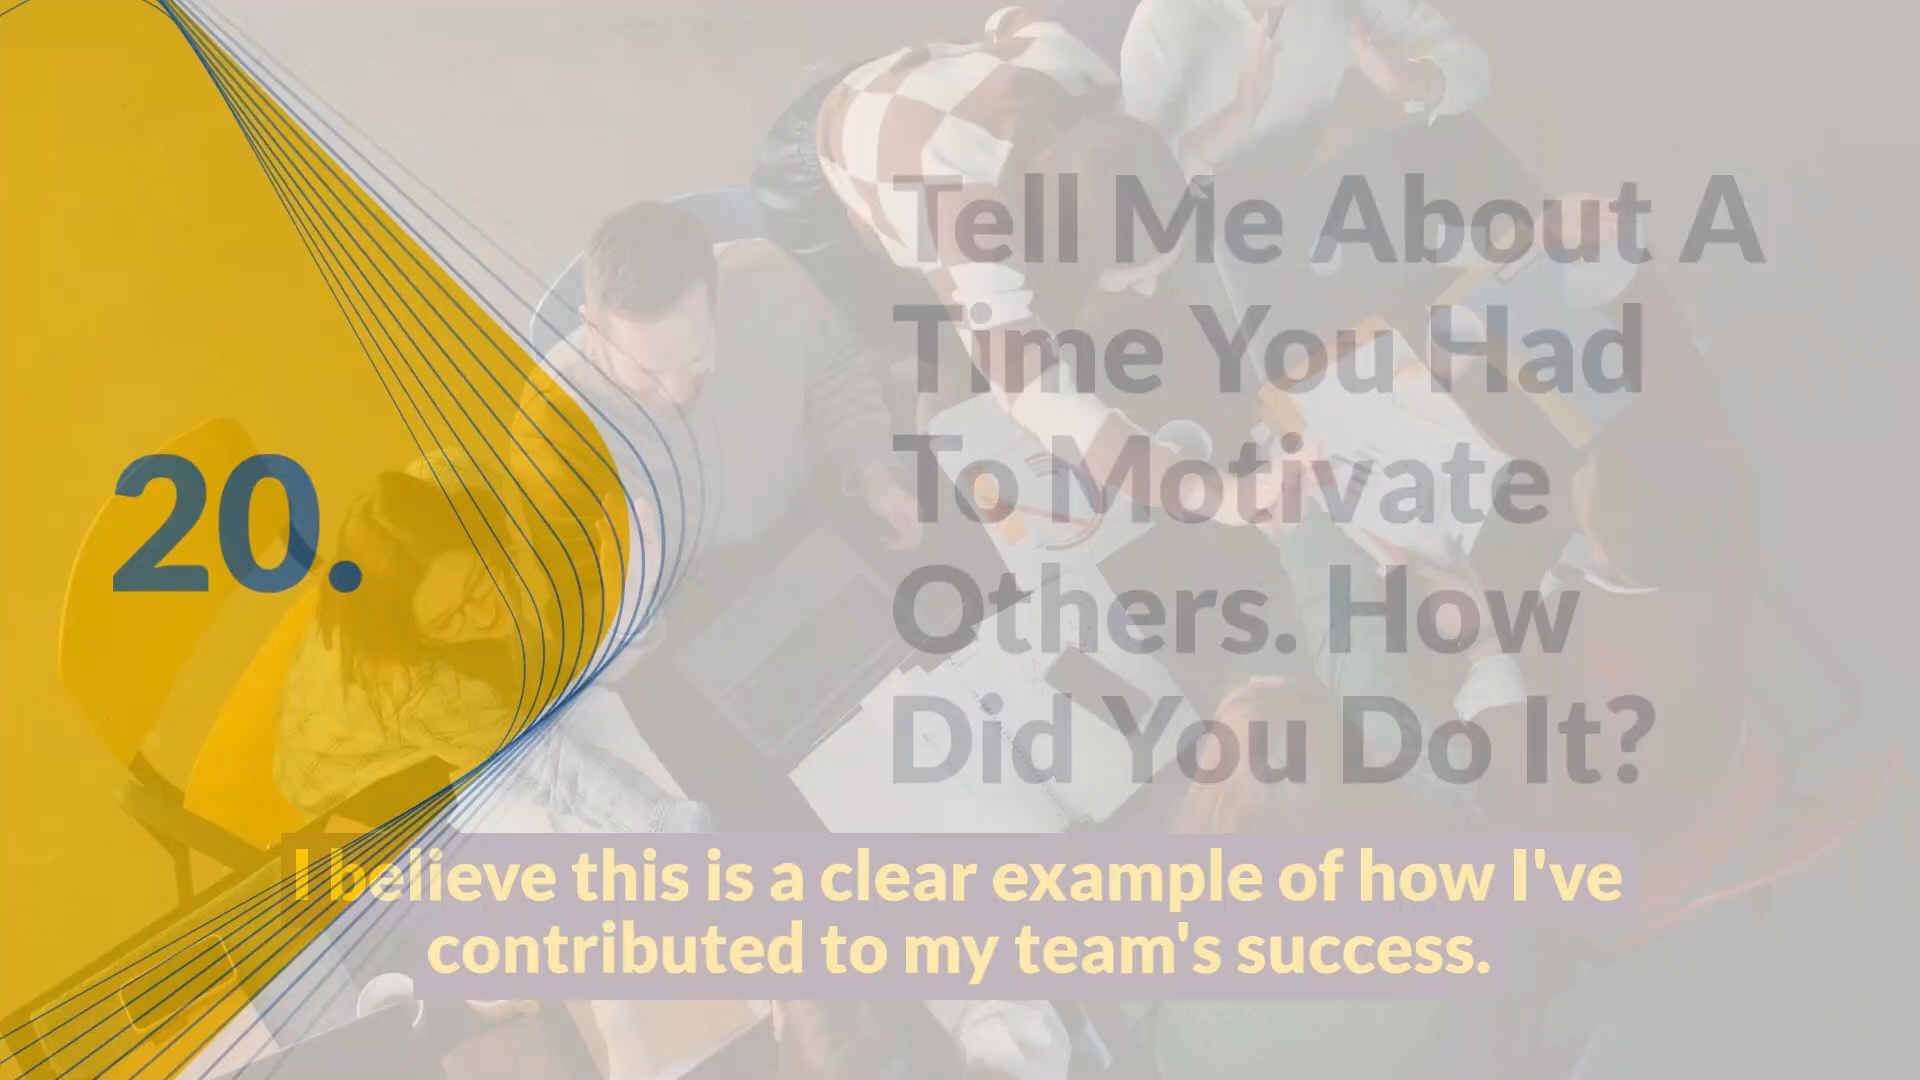 20.
Tell Me About A
Time You Had
To Motivate
Others. How
Did You Do It?
I believe this is a clear example of how I've
contributed to my team's success.